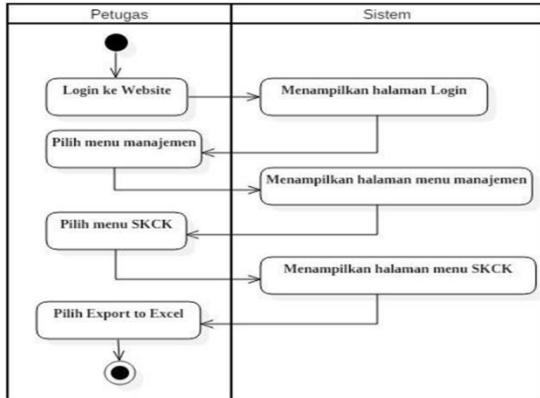 Petugas
Sistem
Login ke Website
Menampilkan halaman Login
Pilih menu manajemen
Menampilkan halaman menu manajemen
Pilih menu SKCK
Menampilkan halaman menu SKCK
Pilih Export to Excel